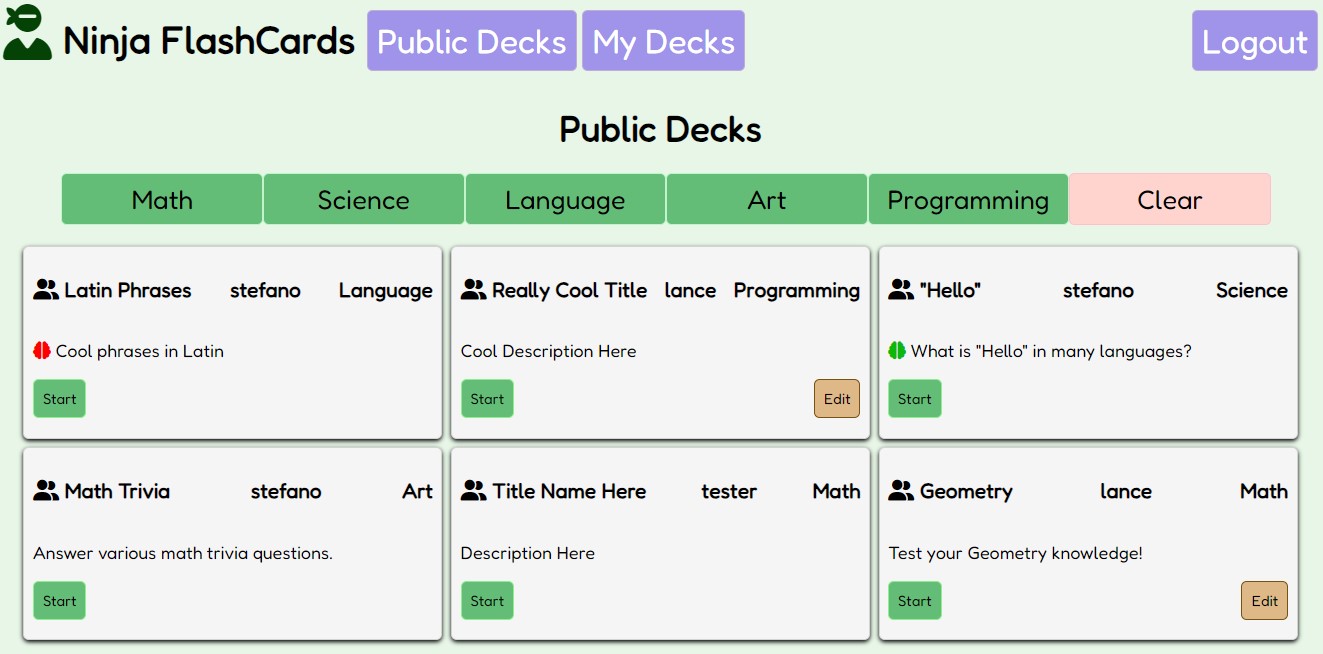 Ninja FlashCards Public Decks My Decks Logout
Public Decks
Math Science Language Art Programming Clear
Latin Phrases stefano Language
Cool phrases in Latin
Start
Really Cool Title lance Programming
Cool Description Here
Start Edit
"Hello" stefano Science
What is "Hello" in many languages?
Start
Math Trivia stefano Art
Answer various math trivia questions.
Start
Title Name Here tester Math
Description Here
Start
Geometry lance Math
Test your Geometry knowledge!
Start Edit